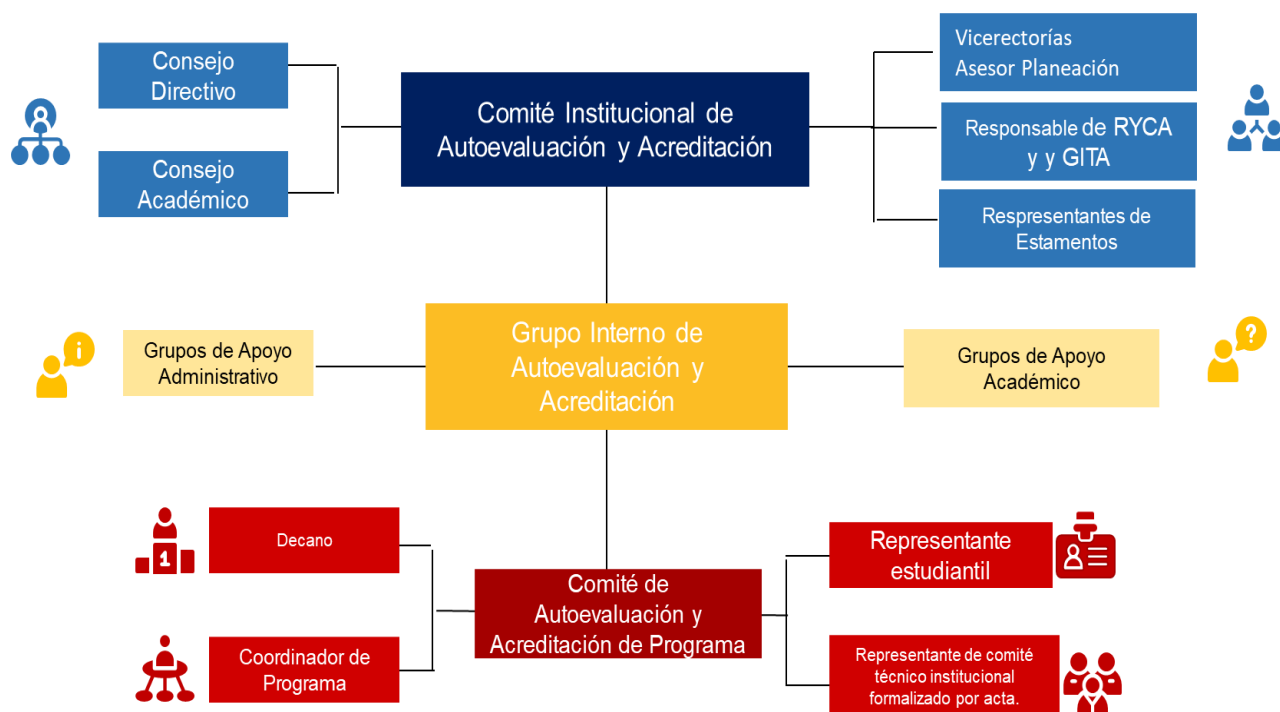 Consejo
Directivo
Consejo
Académico
Comité Institucional de
Autoevaluación y Acreditación
Vicerectorías
Asesor Planeación
Responsable de RYCA
y y GITA
Respresentantes de
Estamentos
i
Grupos de Apoyo
Administrativo
Grupo Interno de
Autoevaluación y
Acreditación
Grupos de Apoyo
Académico
?
1
Decano
Coordinador de
Programa
Comité de
Autoevaluación y
Acreditación de Programa
Representante
estudiantil
Representante de comité
técnico institucional
formalizado por acta.